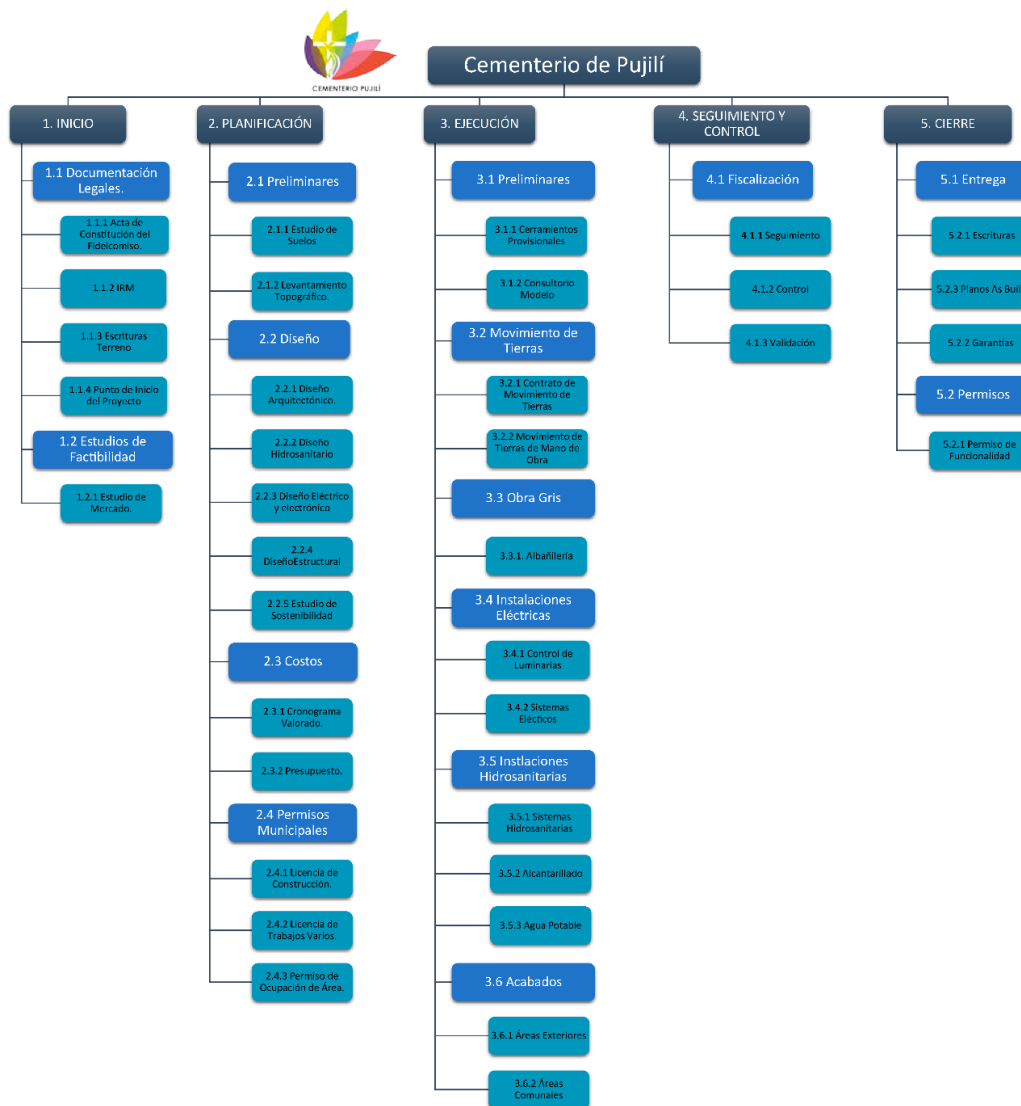 CEMENTERIO PUJILÍ
Cementerio de Pujilí
1. INICIO
1.1 Documentación
Legales.
1.1,1 Acta de
Constitución del
Fideicomiso.
1.1.2 IRM
1.1.3 Escrituras
Terreno
1.1.4 Punto de Inicio
del Proyecto
1.2 Estudios de
Factibilidad
1.2.1 Estudio de
Mercado.
2. PLANIFICACIÓN
2.1 Preliminares
2.1.1 Estudio de
Suelos
2.1.2 Levantamiento
Topográfico.
2.2 Diseño
2.2.1 Diseño
Arquitectónico.
2.2.2 Diseño
Hidrosanitario
2.2.3 Diseño Eléctrico
y electrónico
2.2.4
DiseñoEstructural
2.2.5 Estudio de
Sostenibilidad
2.3 Costos
2.3.1 Cronograma
Valorado.
2.3.2 Presupuesto.
2.4 Permisos
Municipales
2.4.1 Licencia de
Construcción.
2.4.2 Licencia de
Trabajos Varios.
2.4.3 Permiso de
Ocupación de Área.
3. EJECUCIÓN
3.1 Preliminares
3.1.1 Cerramientos
Provisionales
3.1.2 Consultorio
Modelo
3.2 Movimiento de
Tierras
3.2.1 Contrato de
Movimiento de
Tierras
3.2.2 Movimiento de
Tierras de Mano de
Obra
3.3 Obra Gris
3.3.1. Albañilería
3.4 Instalaciones
Eléctricas
3.4.1 Control de
Luminarias
3.4.2 Sistemas
Elécticos
3.5 Instlaciones
Hidrosanitarias
3.5.1 Sistemas
Hidrosanitarias
3.5.2 Alcantarillado
3.5.3 Agua Potable
3.6 Acabados
3.6.1 Áreas Exteriores
3.6.2 Áreas
Comunales
4. SEGUIMIENTO Y
CONTROL
4.1 Fiscalización
4.1.1 Seguimiento
4.1.2 Control
4.1.3 Validación
5. CIERRE
5.1 Entrega
5.2.1 Escrituras
5.2.3 Planos As Buil
5.2.2 Garantías
5.2 Permisos
5.2.1 Permiso de
Funcionalidad